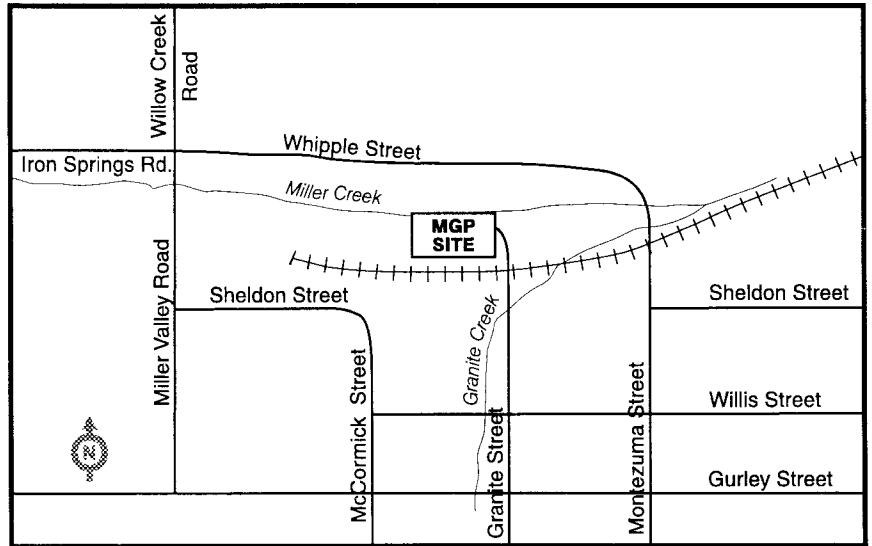 Willow Creek
Road
Whipple Street
Iron Springs Rd.
Miller Creek
MGP
SITE
Miller Valley Road
Sheldon Street
Sheldon Street
Granite Creek
McCormick Street
Granite Street
Montezuma Street
Willis Street
N
Gurley Street